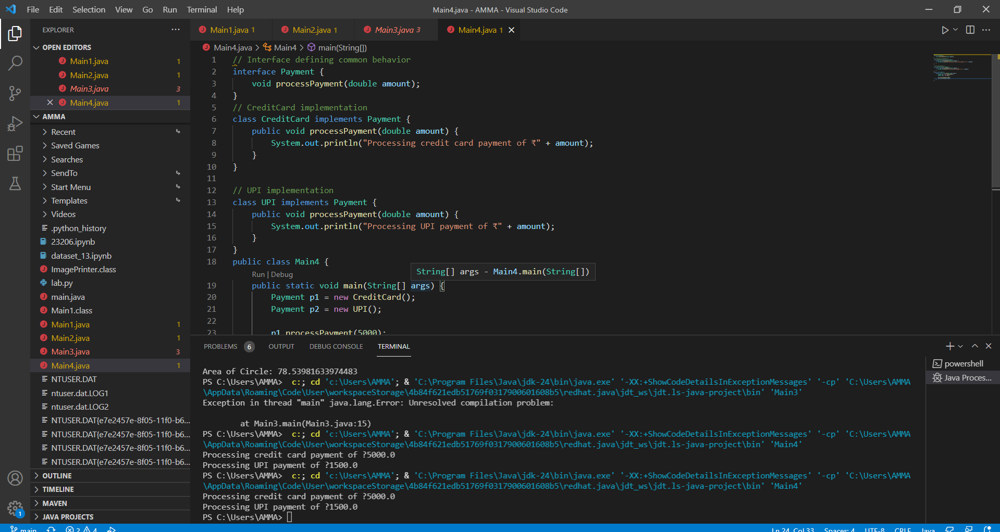 File Edit Selection View Go Run Terminal Help
Main4.java - AMMA - Visual Studio Code
EXPLORER
Main1.java 1
Main2.java 1
Main3.java 3
Main4.java 1
OPEN EDITORS
Main1.java 1
Main2.java 1
Main3.java 3
Main4.java 1
AMMA
Recent
Saved Games
Searches
SendTo
Start Menu
Templates
Videos
.python_history
23206.ipynb
dataset_13.ipynb
ImagePrinter.class
lab.py
main.java
Main1.class
Main1.java 1
Main2.java 1
Main3.java 3
Main4.java 1
NTUSER.DAT
ntuser.dat.LOG1
ntuser.dat.LOG2
NTUSER.DAT{e7e2457e-8f05-11f0-b6...
NTUSER.DAT{e7e2457e-8f05-11f0-b6...
NTUSER.DAT{e7e2457e-8f05-11f0-b6...
NTUSER.DAT{e7e2457e-8f05-11f0-b6...
OUTLINE
TIMELINE
MAVEN
JAVA PROJECTS
1
Main4.java > Main4 > main(String[])
1 // Interface defining common behavior
2 interface Payment {
3 void processPayment(double amount);
4 }
5 // CreditCard implementation
6 class CreditCard implements Payment {
7 public void processPayment(double amount) {
8 System.out.println("Processing credit card payment of ₹" + amount);
9 }
10 }
11
12 // UPI implementation
13 class UPI implements Payment {
14 public void processPayment(double amount) {
15 System.out.println("Processing UPI payment of ₹" + amount);
16 }
17 }
18 public class Main4 {
Run | Debug
String[] args - Main4.main(String[])
19 public static void main(String[] args) {
20 Payment p1 = new CreditCard();
21 Payment p2 = new UPI();
22
23 p1.processPayment(5000);
PROBLEMS 6 OUTPUT DEBUG CONSOLE TERMINAL
powershell
Java Proces...
Area of Circle: 78.53981633974483
PS C:\Users\AMMA> c:; cd 'c:\Users\AMMA'; & 'C:\Program Files\Java\jdk-24\bin\java.exe' '-XX:+ShowCodeDetailsInExceptionMessages' '-cp' 'C:\Users\AMMA
\AppData\Roaming\Code\User\workspaceStorage\4b84f621edb51769f0317900601608b5\redhat.java\jdt_ws\jdt.ls-java-project\bin' 'Main3'
Exception in thread "main" java.lang.Error: Unresolved compilation problem:
at Main3.main(Main3.java:15)
PS C:\Users\AMMA> c:; cd 'c:\Users\AMMA'; & 'C:\Program Files\Java\jdk-24\bin\java.exe' '-XX:+ShowCodeDetailsInExceptionMessages' '-cp' 'C:\Users\AMMA
\AppData\Roaming\Code\User\workspaceStorage\4b84f621edb51769f0317900601608b5\redhat.java\jdt_ws\jdt.ls-java-project\bin' 'Main4'
Processing credit card payment of ?5000.0
Processing UPI payment of ?1500.0
PS C:\Users\AMMA> c:; cd 'c:\Users\AMMA'; & 'C:\Program Files\Java\jdk-24\bin\java.exe' '-XX:+ShowCodeDetailsInExceptionMessages' '-cp' 'C:\Users\AMMA
\AppData\Roaming\Code\User\workspaceStorage\4b84f621edb51769f0317900601608b5\redhat.java\jdt_ws\jdt.ls-java-project\bin' 'Main4'
Processing credit card payment of ?5000.0
Processing UPI payment of ?1500.0
PS C:\Users\AMMA>
main 2 4 Ln 24, Col 33 Spaces: 4 UTF-8 CRLF Java